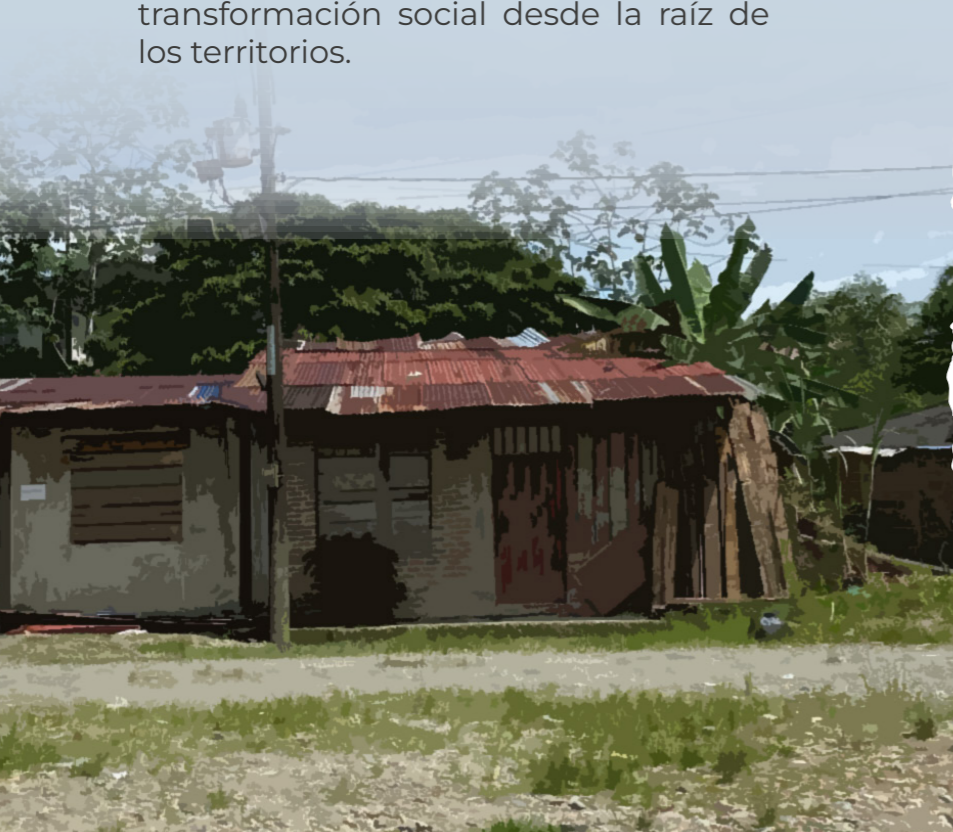 transformación social desde la raíz de
los territorios.